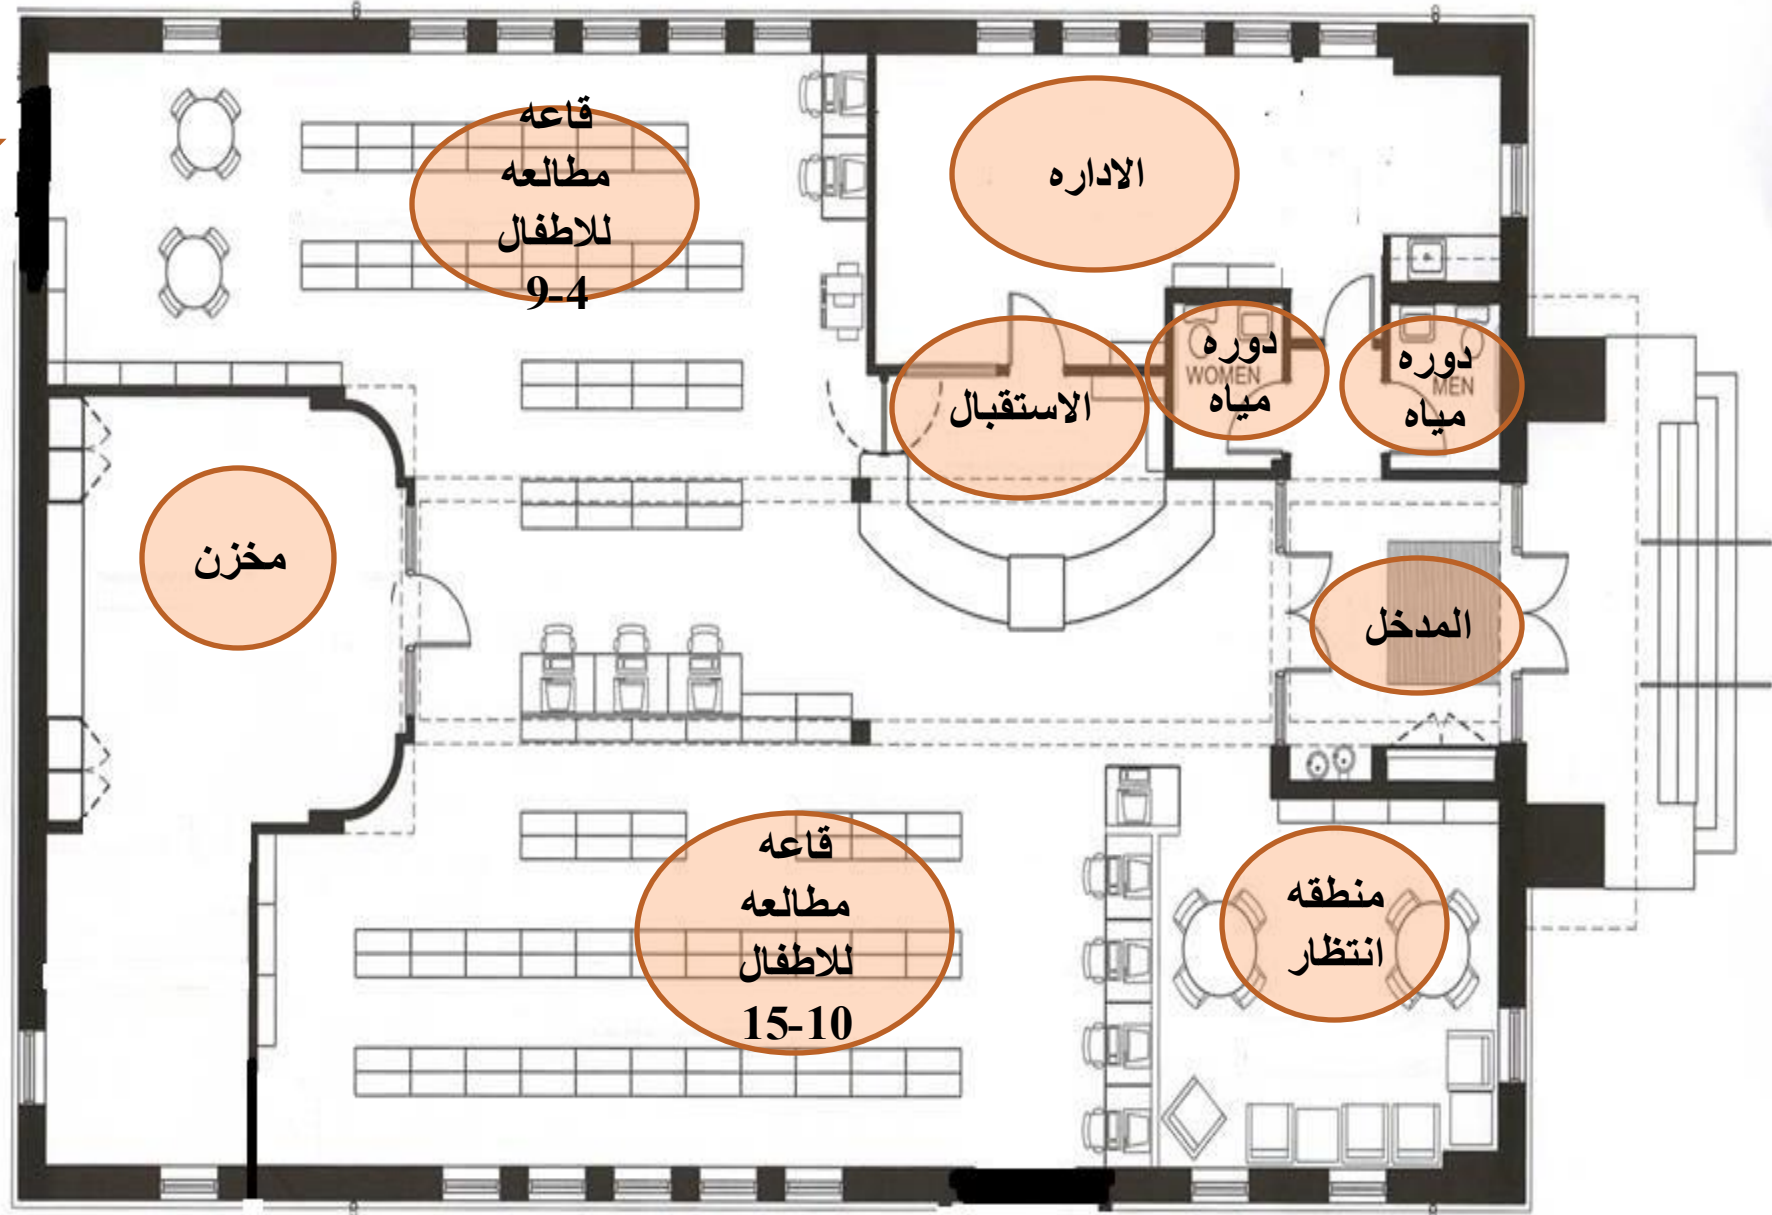 قاعه
مطالعه
للاطفال
9-4
الاداره
دوره
مياه
WOMEN
دوره
مياه
MEN
الاستقبال
مخزن
المدخل
قاعه
مطالعه
للاطفال
15-10
منطقه
انتظار